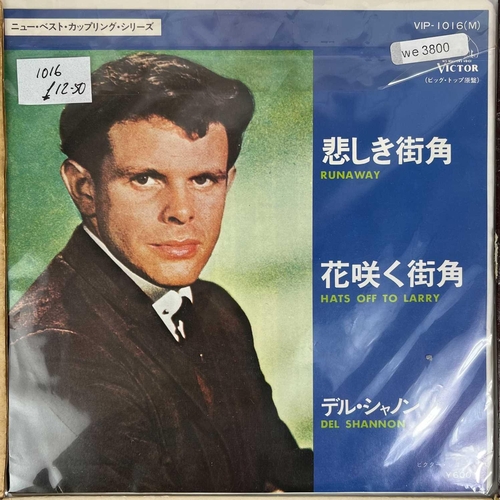 ニュー・ベスト・カップリング・シリーズ
VIP-1016(M)
we 3800
VICTOR
(ビッグ・トップ原盤)
1016
£12-50
悲しき街角
RUNAWAY
花咲く街角
HATS OFF TO LARRY
デル・シャノン
DEL SHANNON